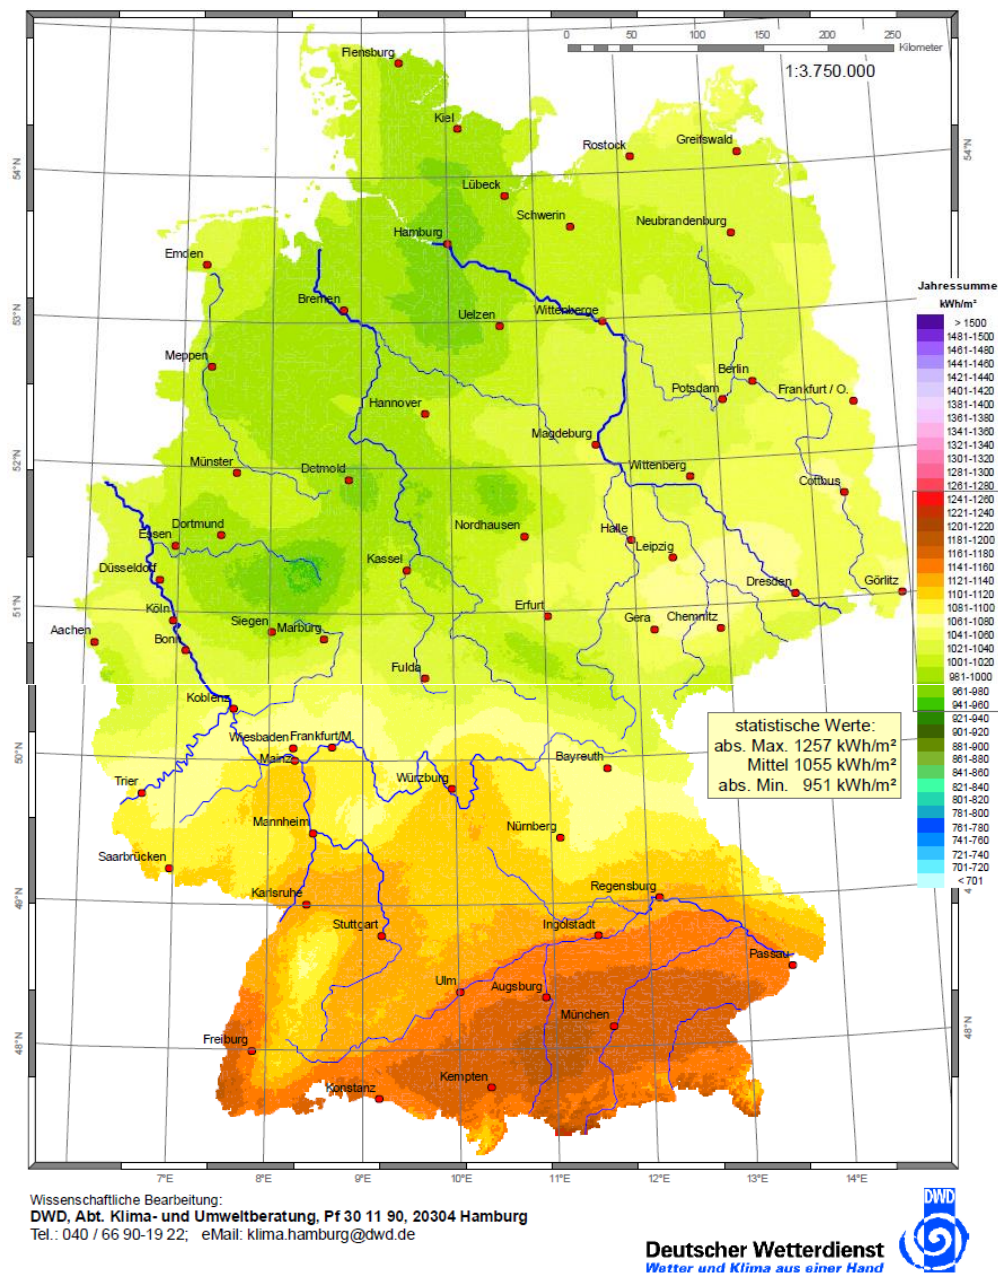 0 50 100 150 200 250 Kilometer
1:3.750.000
Flensburg
Kiel
Rostock
Greifswald
54°N
54°N
Lübeck
Schwerin
Neubrandenburg
Hamburg
Emden
Bremen
Uelzen
Wittenberge
53°N
Meppen
Berlin
Potsdam
Frankfurt / O.
Hannover
Magdeburg
52°N
Münster
Detmold
Wittenberg
Cottbus
Dortmund
Essen
Nordhausen
Halle
Leipzig
Düsseldorf
Kassel
Dresden
Görlitz
51°N
Köln
Erfurt
Gera
Chemnitz
Aachen
Siegen
Marburg
Bonn
Fulda
Koblenz
Wiesbaden
Frankfurt/M.
Mainz
50°N
Bayreuth
Trier
Würzburg
Mannheim
Nürnberg
Saarbrücken
Karlsruhe
Regensburg
49°N
4
Stuttgart
Ingolstadt
Passau
Ulm
Augsburg
München
48°N
48°N
Freiburg
Konstanz
Kempten
7°E 8°E 9°E 10°E 11°E 12°E 13°E 14°E
Jahressumme
kWh/m²
> 1500
1481-1500
1461-1480
1441-1460
1421-1440
1401-1420
1381-1400
1361-1380
1341-1360
1321-1340
1301-1320
1281-1300
1261-1280
1241-1260
1221-1240
1201-1220
1181-1200
1161-1180
1141-1160
1121-1140
1101-1120
1081-1100
1061-1080
1041-1060
1021-1040
1001-1020
981-1000
961-980
941-960
921-940
901-920
881-900
861-880
841-860
821-840
801-820
781-800
761-780
741-760
721-740
701-720
< 701
statistische Werte:
abs. Max. 1257 kWh/m²
Mittel 1055 kWh/m²
abs. Min. 951 kWh/m²
Wissenschaftliche Bearbeitung:
DWD, Abt. Klima- und Umweltberatung, Pf 30 11 90, 20304 Hamburg
Tel.: 040 / 66 90-19 22; eMail: klima.hamburg@dwd.de
DWD
Deutscher Wetterdienst
Wetter und Klima aus einer Hand